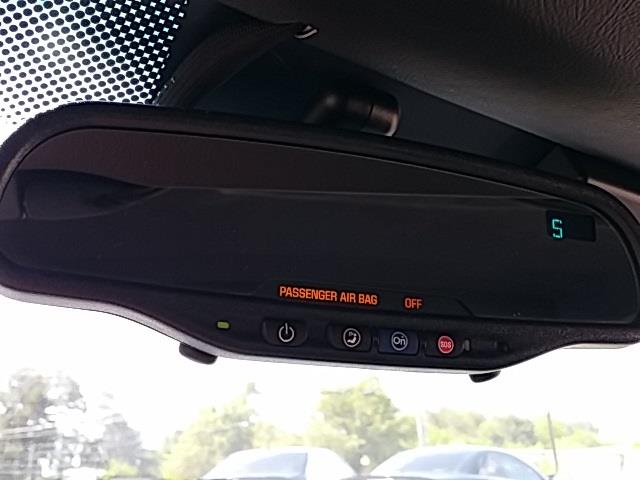 S
PASSENGER AIR BAG OFF
On SOS